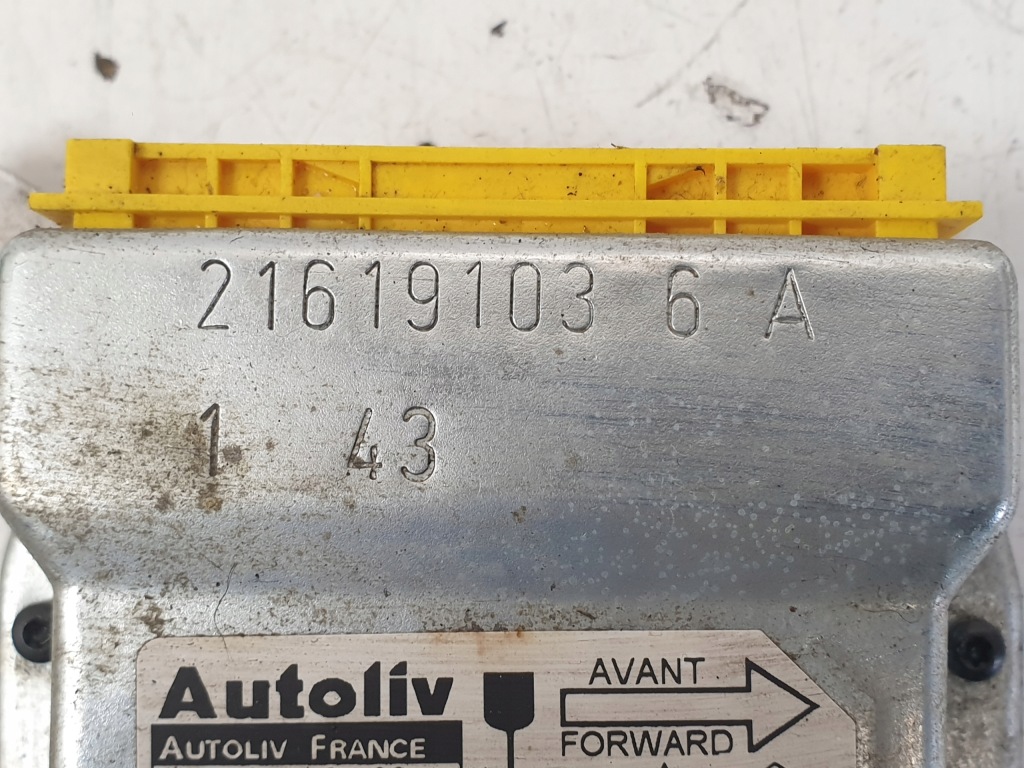 21619103 6 A
1 43
Autoliv
AUTOLIV FRANCE
AVANT
FORWARD